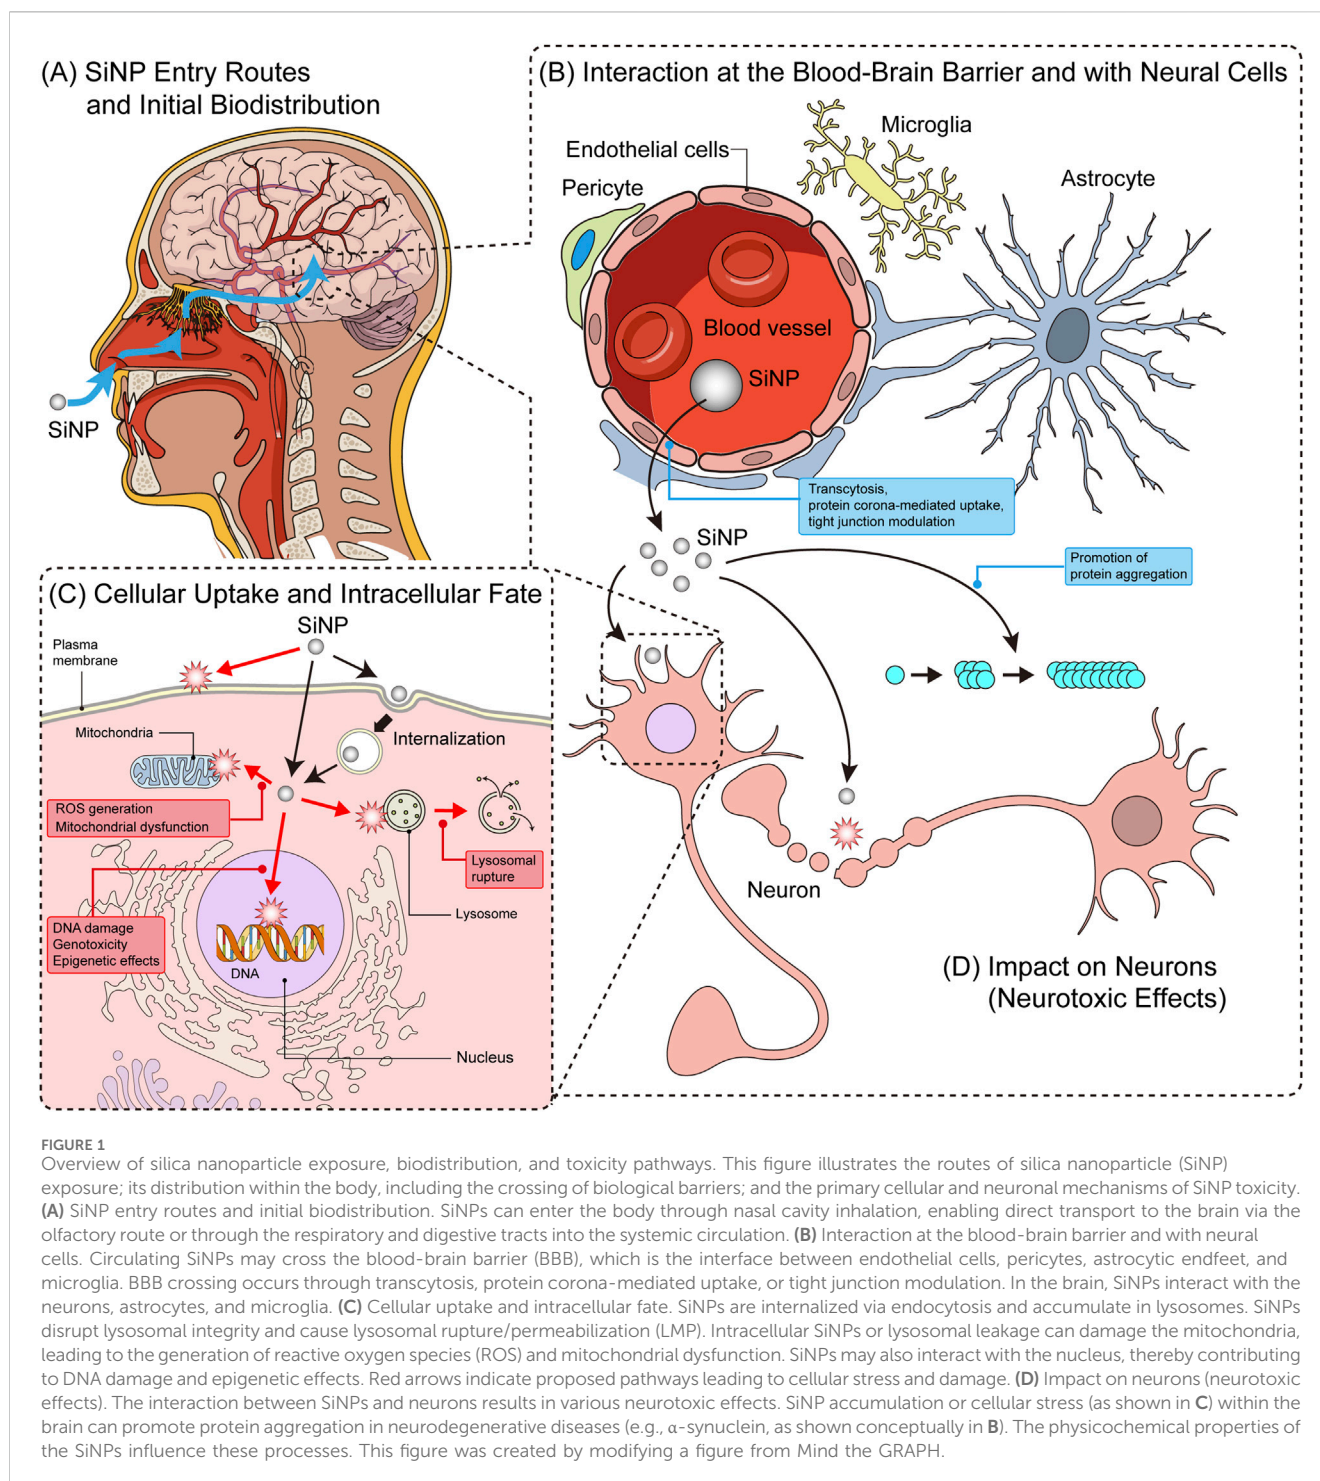 (A) SiNP Entry Routes
and Initial Biodistribution
SiNP
(B) Interaction at the Blood-Brain Barrier and with Neural Cells
Microglia
Endothelial cells
Pericyte
Astrocyte
Blood vessel
SiNP
Transcytosis,
protein corona-mediated uptake,
tight junction modulation
SiNP
Promotion of
protein aggregation
(C) Cellular Uptake and Intracellular Fate
SiNP
Plasma
membrane
Mitochondria
Internalization
ROS generation
Mitochondrial dysfunction
Lysosomal
rupture
Lysosome
DNA damage
Genotoxicity
Epigenetic effects
DNA
Nucleus
Neuron
(D) Impact on Neurons
(Neurotoxic Effects)
FIGURE 1
Overview of silica nanoparticle exposure, biodistribution, and toxicity pathways. This figure illustrates the routes of silica nanoparticle (SiNP)
exposure; its distribution within the body, including the crossing of biological barriers; and the primary cellular and neuronal mechanisms of SiNP toxicity.
(A) SiNP entry routes and initial biodistribution. SiNPs can enter the body through nasal cavity inhalation, enabling direct transport to the brain via the
olfactory route or through the respiratory and digestive tracts into the systemic circulation. (B) Interaction at the blood-brain barrier and with neural
cells. Circulating SiNPs may cross the blood-brain barrier (BBB), which is the interface between endothelial cells, pericytes, astrocytic endfeet, and
microglia. BBB crossing occurs through transcytosis, protein corona-mediated uptake, or tight junction modulation. In the brain, SiNPs interact with the
neurons, astrocytes, and microglia. (C) Cellular uptake and intracellular fate. SiNPs are internalized via endocytosis and accumulate in lysosomes. SiNPs
disrupt lysosomal integrity and cause lysosomal rupture/permeabilization (LMP). Intracellular SiNPs or lysosomal leakage can damage the mitochondria,
leading to the generation of reactive oxygen species (ROS) and mitochondrial dysfunction. SiNPs may also interact with the nucleus, thereby contributing
to DNA damage and epigenetic effects. Red arrows indicate proposed pathways leading to cellular stress and damage. (D) Impact on neurons (neurotoxic
effects). The interaction between SiNPs and neurons results in various neurotoxic effects. SiNP accumulation or cellular stress (as shown in C) within the
brain can promote protein aggregation in neurodegenerative diseases (e.g., α-synuclein, as shown conceptually in B). The physicochemical properties of
the SiNPs influence these processes. This figure was created by modifying a figure from Mind the GRAPH.